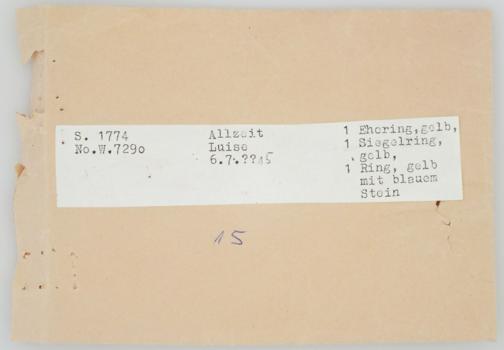 S. 1774 Allzeit 1 Ehering,gelb,
No.W.7290 Luise 1 Siegelring,
6.7.??15 gelb,
1 Ring, gelb
mit blauem
Stein
15